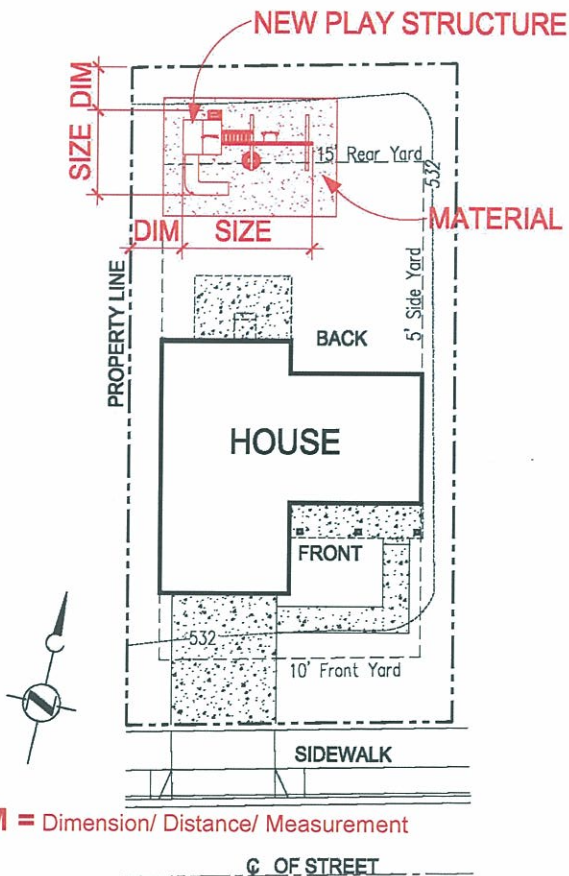 NEW PLAY STRUCTURE
DIM
SIZE
15' Rear Yard
532
MATERIAL
DIM
SIZE
5' Side Yard
PROPERTY LINE
BACK
HOUSE
FRONT
532
10' Front Yard
N
SIDEWALK
M = Dimension/ Distance/ Measurement
℄ OF STREET